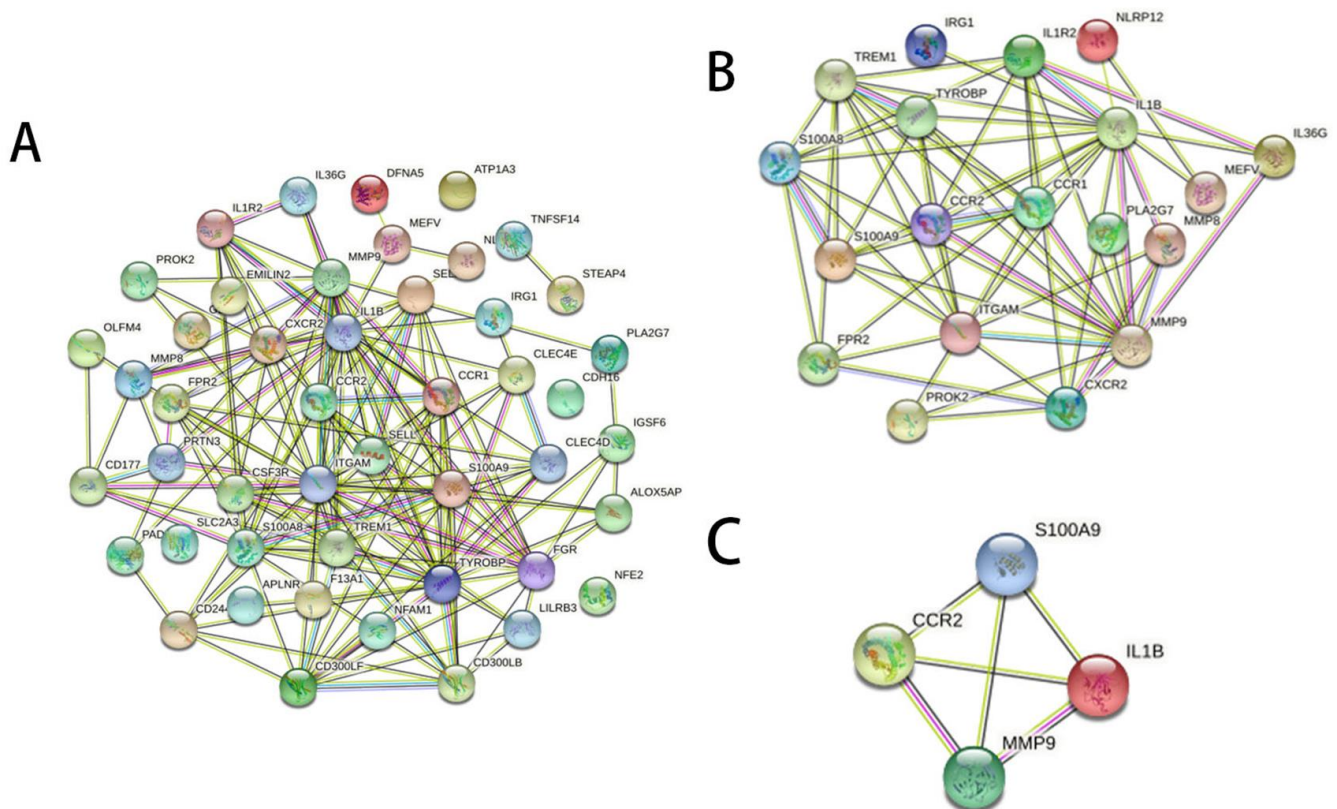 A
IL36G
DFNA5
ATP1A3
IL1R2
MEFV
TNFSF14
PROK2
EMILIN2
MMP9
STEAP4
IRG1
OLFM4
CXCR2
IL1B
PLA2G7
MMP8
CLEC4E
FPR2
CCR2
CCR1
CDH16
IGSF6
PRTN3
SELL
CLEC4D
CD177
CSF3R
ITGAM
S100A9
ALOX5AP
SLC2A3
S100A8
TREM1
PAD
TYROBP
FGR
APLNR
F13A1
NFE2
CD24
NFAM1
LILRB3
CD300LF
CD300LB
B
IRG1
NLRP12
IL1R2
TREM1
TYROBP
IL1B
S100A8
IL36G
MEFV
CCR1
CCR2
PLA2G7
MMP8
S100A9
ITGAM
MMP9
FPR2
CXCR2
PROK2
C
S100A9
CCR2
IL1B
MMP9